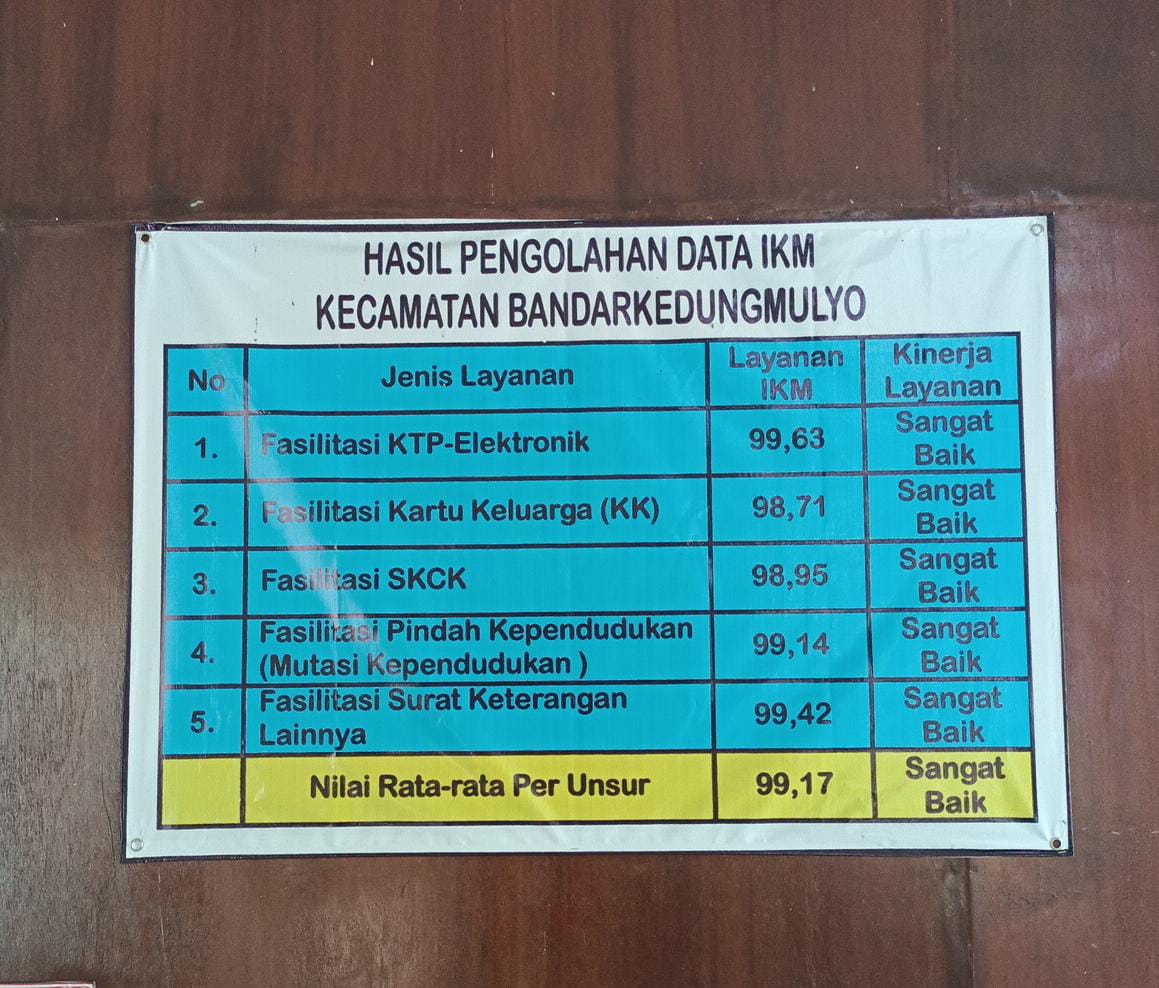 HASIL PENGOLAHAN DATA IKM
KECAMATAN BANDARKEDUNGMULYO
No Jenis Layanan Layanan IKM Kinerja Layanan
1. Fasilitasi KTP-Elektronik 99,63 Sangat Baik
2. Fasilitasi Kartu Keluarga (KK) 98,71 Sangat Baik
3. Fasilitasi SKCK 98,95 Sangat Baik
4. Fasilitasi Pindah Kependudukan (Mutasi Kependudukan ) 99,14 Sangat Baik
5. Fasilitasi Surat Keterangan Lainnya 99,42 Sangat Baik
Nilai Rata-rata Per Unsur 99,17 Sangat Baik